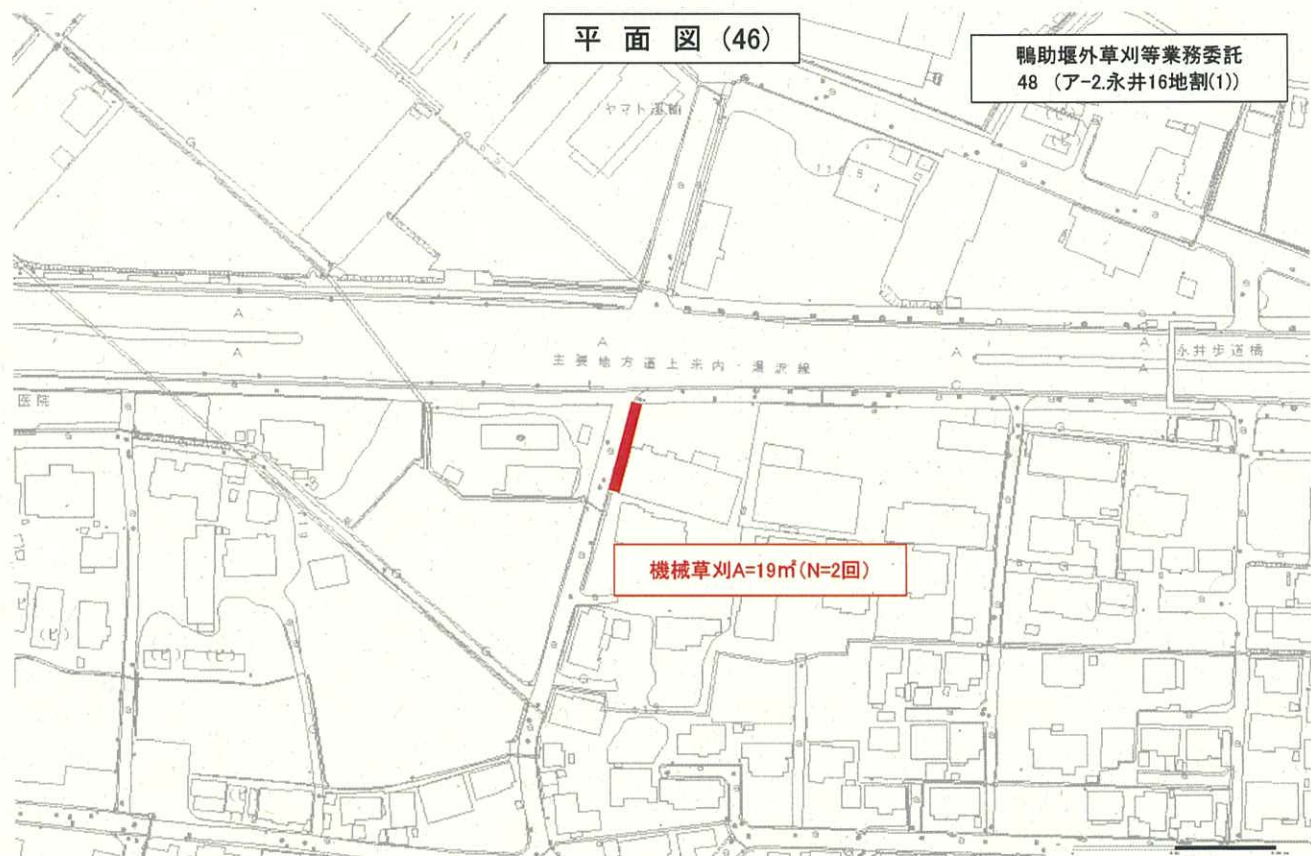 平 面 図 (46)
鴨助堰外草刈等業務委託
48 (ア-2.永井16地割(1))
ヤマト運輸
主要地方道上米内・湯沢線
永井歩道橋
医院
機械草刈A=19㎡(N=2回)
(ビ)
(ビ)
(ビ)
A
A
A
A
A
A